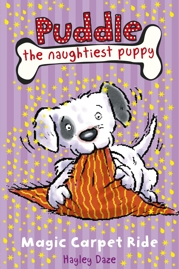 Puddle
the naughtiest puppy
Magic Carpet Ride
Hayley Daze